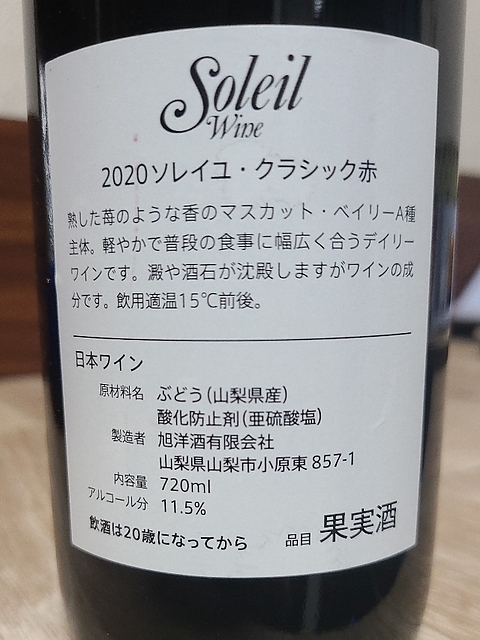 Soleil
Wine
2020ソレイユ・クラシック赤
熟した苺のような香のマスカット・ベイリーA種
主体。軽やかで普段の食事に幅広く合うデイリー
ワインです。澱や酒石が沈殿しますがワインの成
分です。飲用適温15℃前後。
日本ワイン
原材料名 ぶどう(山梨県産)
酸化防止剤(亜硫酸塩)
製造者 旭洋酒有限会社
山梨県山梨市小原東857-1
内容量 720ml
アルコール分 11.5%
飲酒は20歳になってから 品目 果実酒